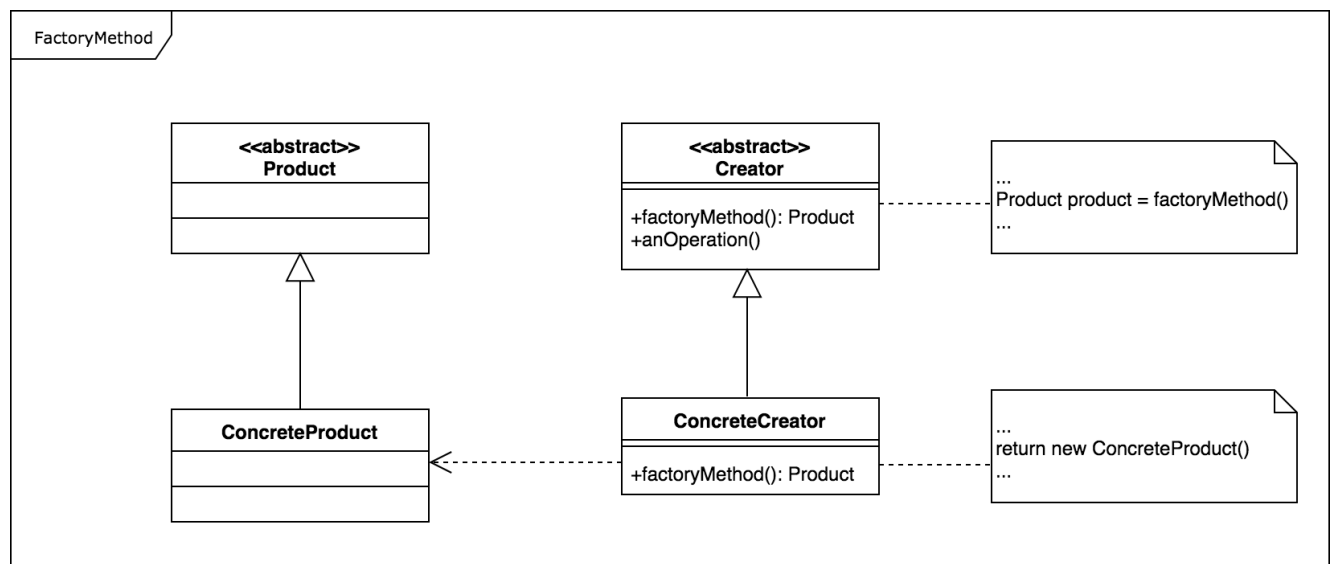 FactoryMethod
<<abstract>>
Product
<<abstract>>
Creator
+factoryMethod(): Product
+anOperation()
...
Product product = factoryMethod()
...
ConcreteProduct
ConcreteCreator
+factoryMethod(): Product
...
return new ConcreteProduct()
...